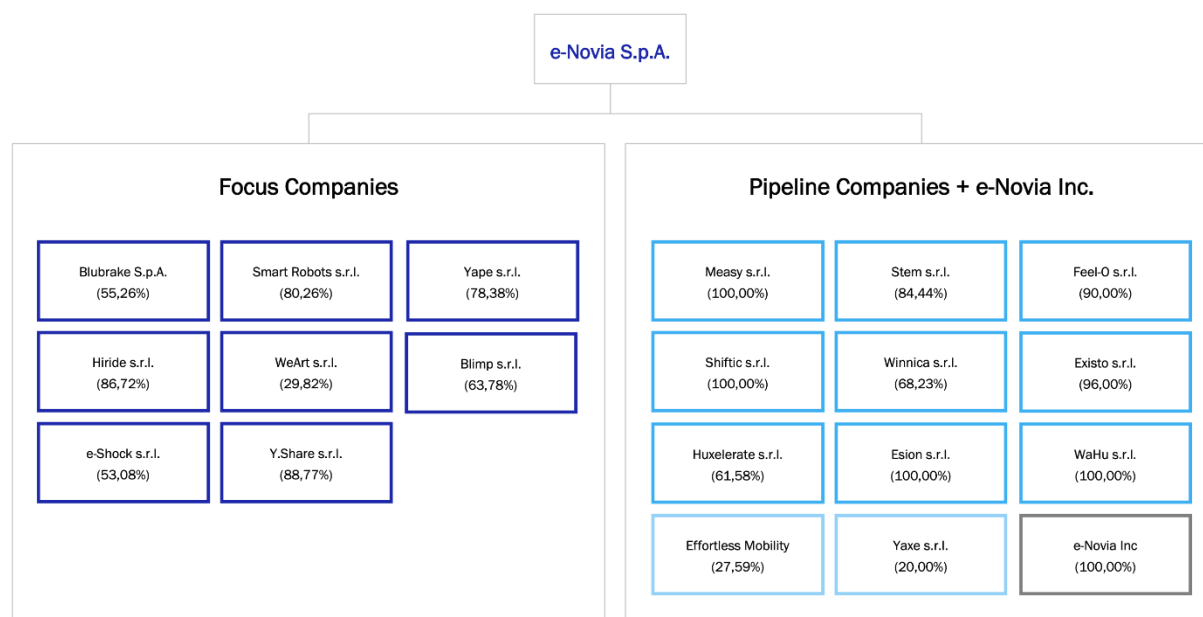 e-Novia S.p.A.
Focus Companies
Blubrake S.p.A.
(55,26%)
Smart Robots s.r.l.
(80,26%)
Yape s.r.l.
(78,38%)
Hiride s.r.l.
(86,72%)
WeArt s.r.l.
(29,82%)
Blimp s.r.l.
(63,78%)
e-Shock s.r.l.
(53,08%)
Y.Share s.r.l.
(88,77%)
Pipeline Companies + e-Novia Inc.
Measy s.r.l.
(100,00%)
Stem s.r.l.
(84,44%)
Feel-O s.r.l.
(90,00%)
Shiftic s.r.l.
(100,00%)
Winnica s.r.l.
(68,23%)
Existo s.r.l.
(96,00%)
Huxelerate s.r.l.
(61,58%)
Esion s.r.l.
(100,00%)
WaHu s.r.l.
(100,00%)
Effortless Mobility
(27,59%)
Yaxe s.r.l.
(20,00%)
e-Novia Inc
(100,00%)